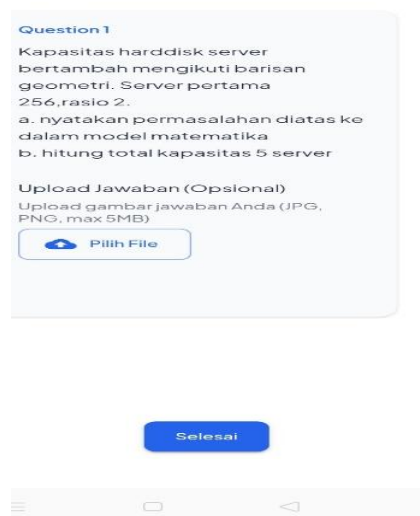 Question 1
Kapasitas harddisk server
bertambah mengikuti barisan
geometri. Server pertama
256,rasio 2.
a. nyatakan permasalahan diatas ke
dalam model matematika
b. hitung total kapasitas 5 server
Upload Jawaban (Opsional)
Upload gambar jawaban Anda (JPG,
PNG, max 5MB)
Pilih File
Selesai